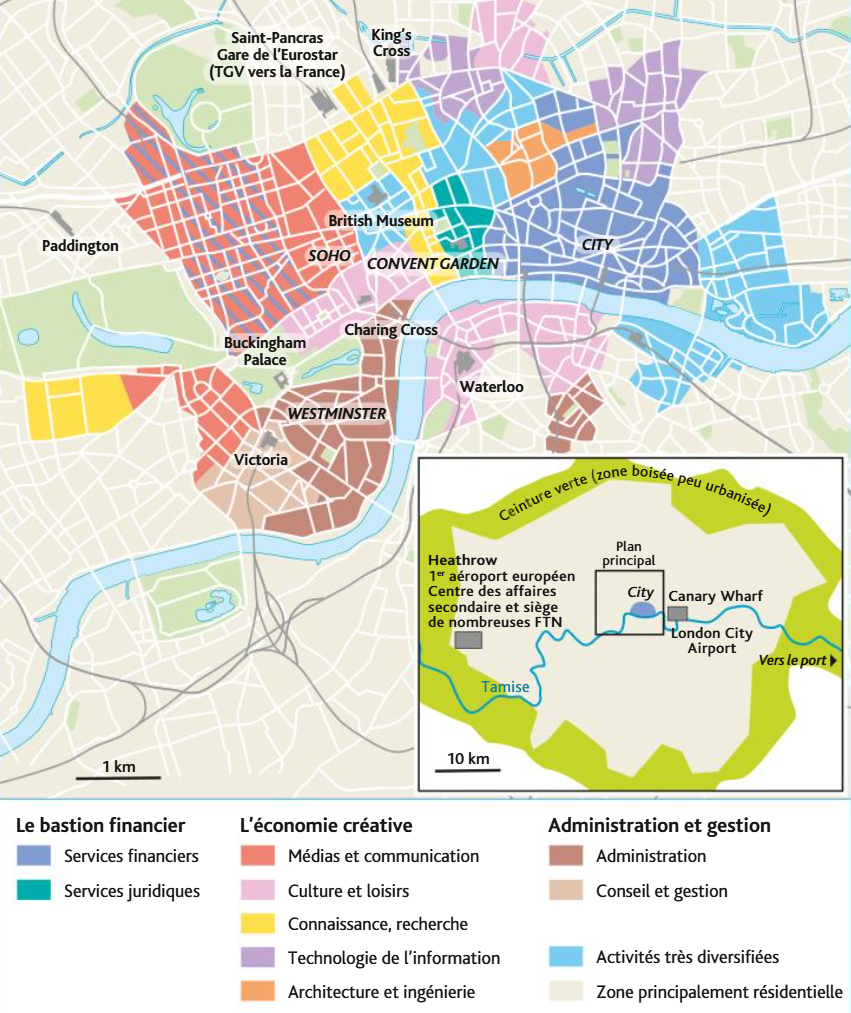 Saint-Pancras
Gare de l'Eurostar
(TGV vers la France)
King's
Cross
Paddington
British Museum
SOHO
CONVENT GARDEN
CITY
Charing Cross
Buckingham
Palace
Waterloo
WESTMINSTER
Victoria
1 km
Ceinture verte (zone boisée peu urbanisée)
Heathrow
1er aéroport européen
Centre des affaires
secondaire et siège
de nombreuses FTN
Plan
principal
City
Canary Wharf
London City
Airport
Vers le port
Tamise
10 km
Le bastion financier
Services financiers
Services juridiques
L'économie créative
Médias et communication
Culture et loisirs
Connaissance, recherche
Technologie de l'information
Architecture et ingénierie
Administration et gestion
Administration
Conseil et gestion
Activités très diversifiées
Zone principalement résidentielle